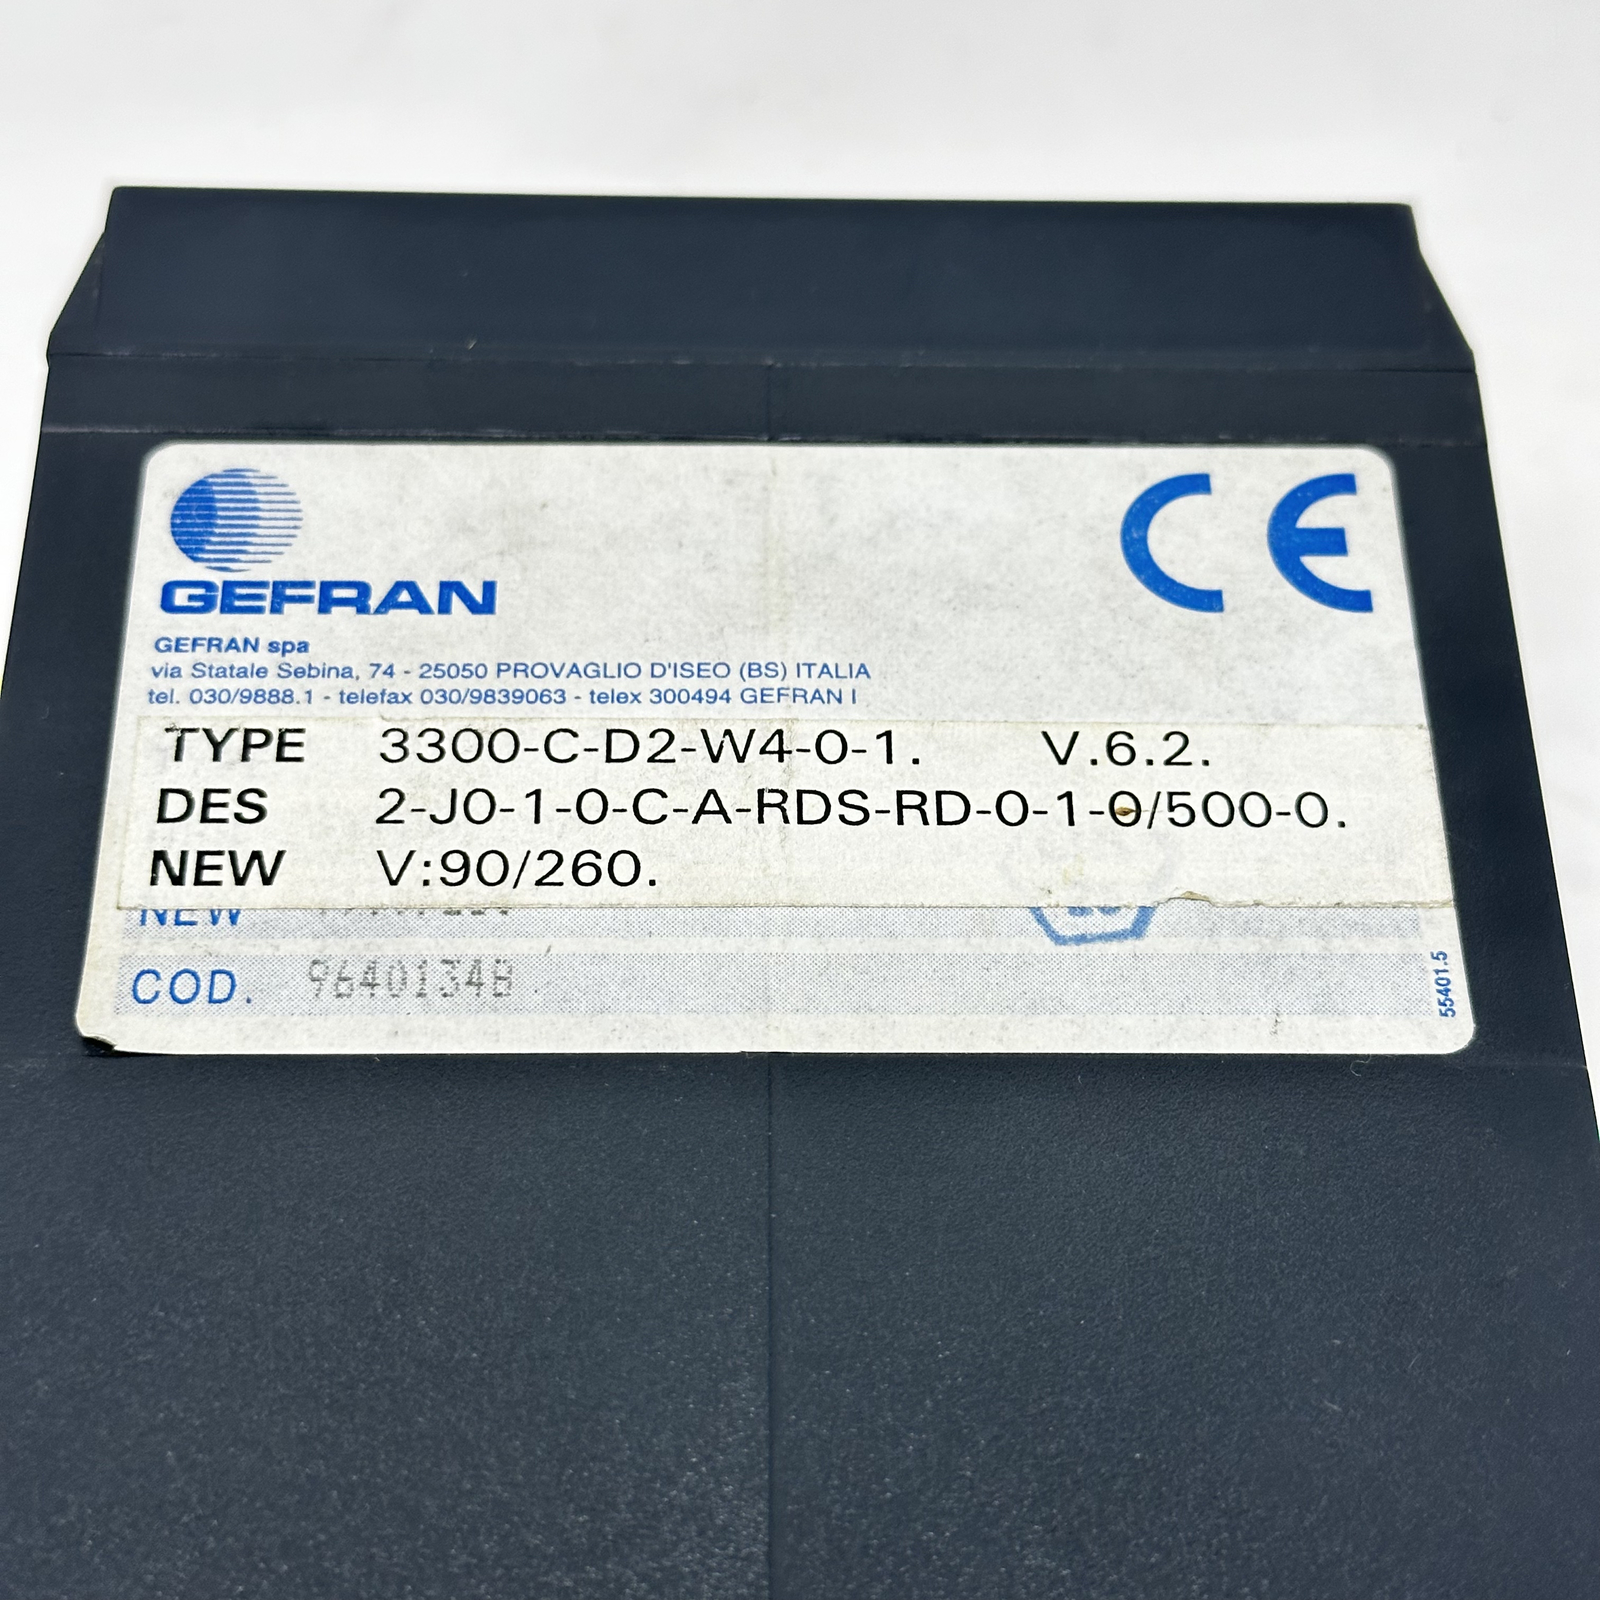 CE
GEFRAN
GEFRAN spa
via Statale Sebina, 74 - 25050 PROVAGLIO D'ISEO (BS) ITALIA
tel. 030/9888.1 - telefax 030/9839063 - telex 300494 GEFRAN I
TYPE 3300-C-D2-W4-0-1. V.6.2.
DES 2-J0-1-0-C-A-RDS-RD-0-1-0/500-0.
NEW V:90/260.
NEW
COD. 96401348
55401.5